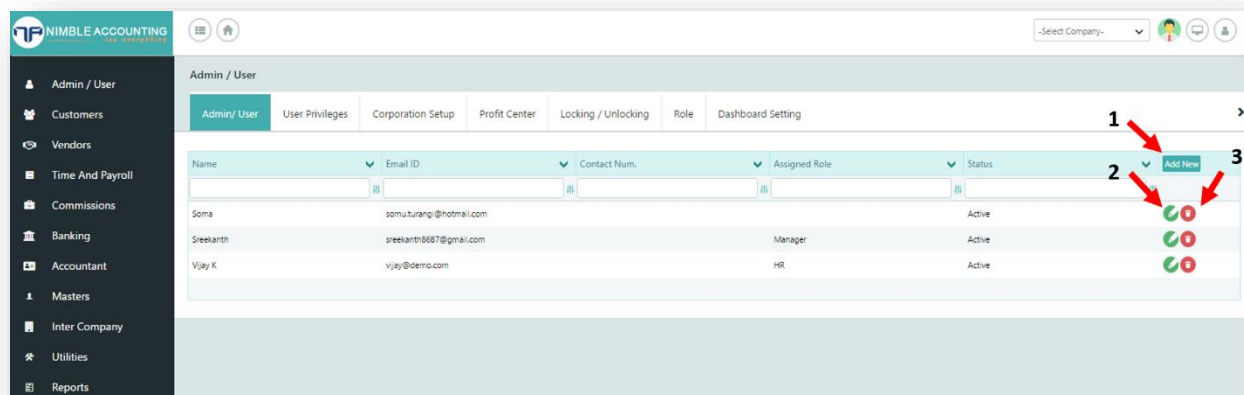 NIMBLE ACCOUNTING
see everything
-Select Company-
Admin / User
Customers
Vendors
Time And Payroll
Commissions
Banking
Accountant
Masters
Inter Company
Utilities
Reports
Admin / User
Admin/ User User Privileges Corporation Setup Profit Center Locking / Unlocking Role Dashboard Setting
1
2
3
Name Email ID Contact Num. Assigned Role Status Add New
Soma somu.turangi@hotmail.com Active
Sreekanth sreekanth8687@gmail.com Manager Active
Vijay K vijay@demo.com HR Active